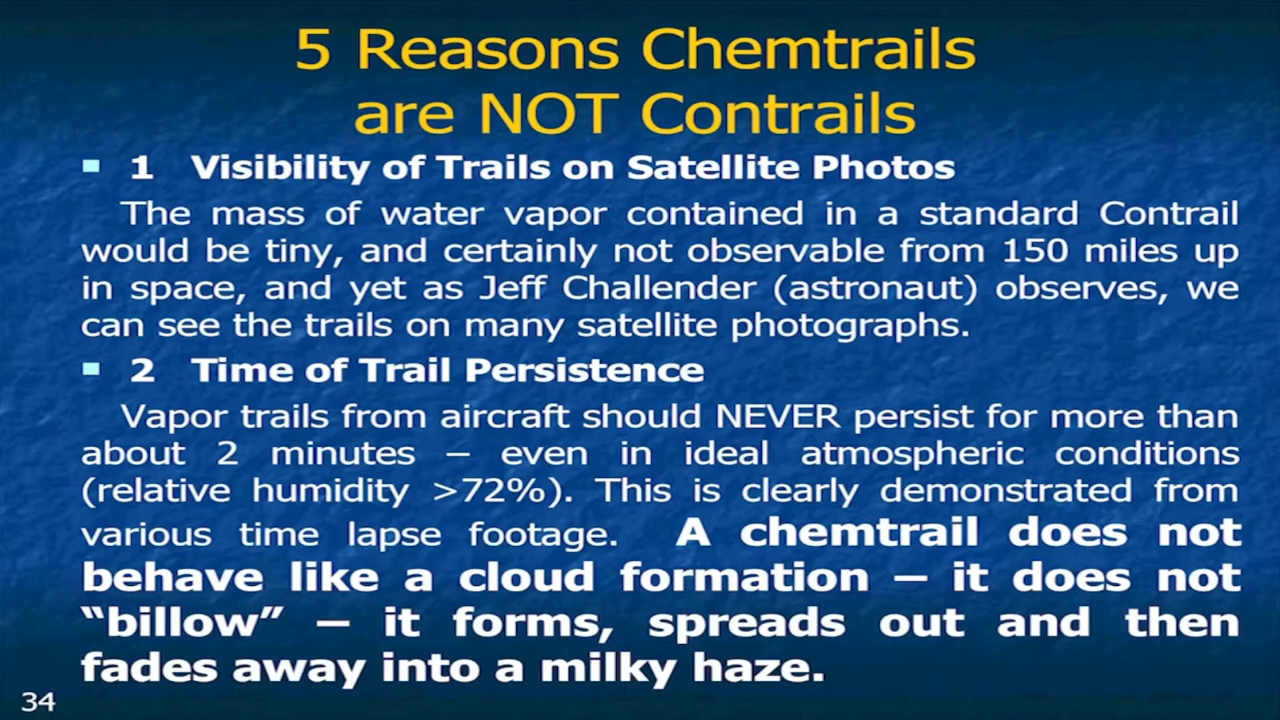 5 Reasons Chemtrails
are NOT Contrails
1 Visibility of Trails on Satellite Photos
The mass of water vapor contained in a standard Contrail
would be tiny, and certainly not observable from 150 miles up
in space, and yet as Jeff Challender (astronaut) observes, we
can see the trails on many satellite photographs.
2 Time of Trail Persistence
Vapor trails from aircraft should NEVER persist for more than
about 2 minutes – even in ideal atmospheric conditions
(relative humidity >72%). This is clearly demonstrated from
various time lapse footage. A chemtrail does not
behave like a cloud formation – it does not
“billow” – it forms, spreads out and then
fades away into a milky haze.
34